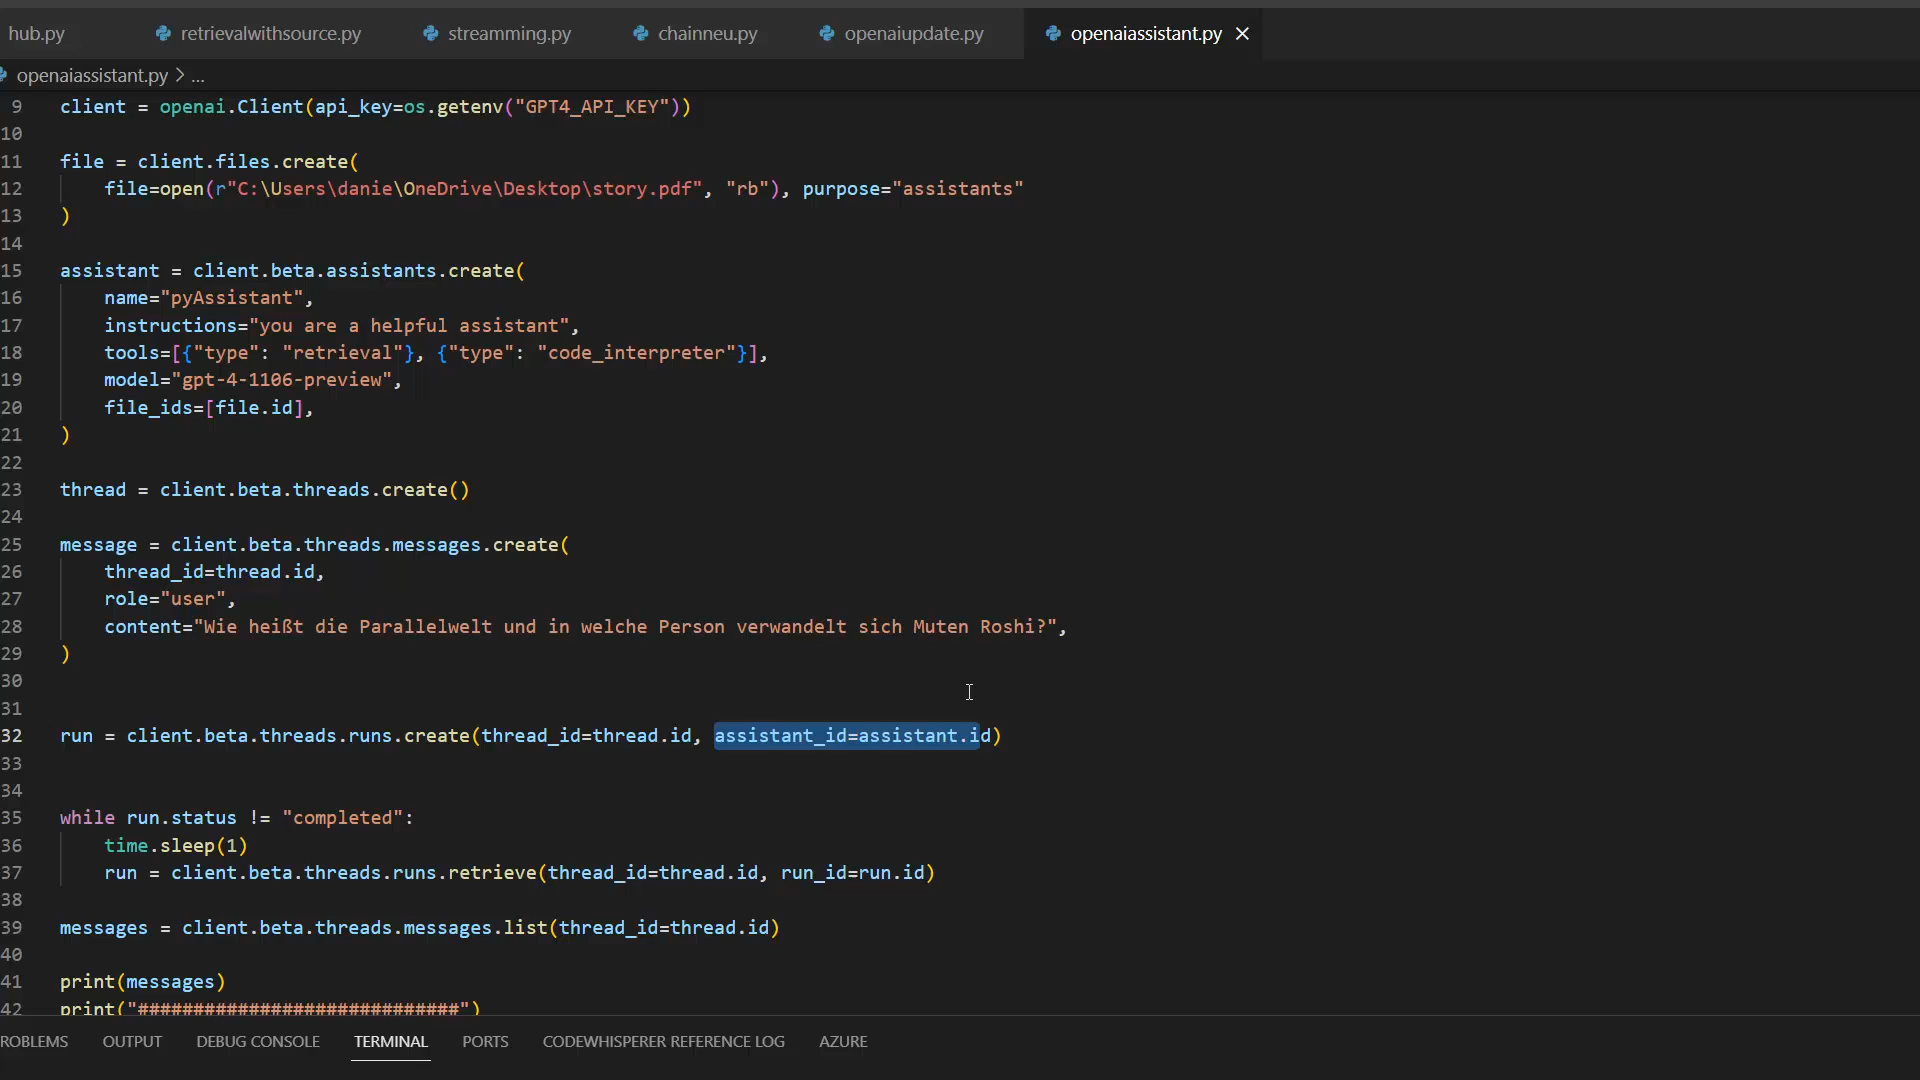 hub.py retrievalwithsource.py streamming.py chainneu.py openaiupdate.py openaiassistant.py
openaiassistant.py > ...
9 client = openai.Client(api_key=os.getenv("GPT4_API_KEY"))
10
11 file = client.files.create(
12     file=open(r"C:\Users\danie\OneDrive\Desktop\story.pdf", "rb"), purpose="assistants"
13 )
14
15 assistant = client.beta.assistants.create(
16     name="pyAssistant",
17     instructions="you are a helpful assistant",
18     tools=[{"type": "retrieval"}, {"type": "code_interpreter"}],
19     model="gpt-4-1106-preview",
20     file_ids=[file.id],
21 )
22
23 thread = client.beta.threads.create()
24
25 message = client.beta.threads.messages.create(
26     thread_id=thread.id,
27     role="user",
28     content="Wie heißt die Parallelwelt und in welche Person verwandelt sich Muten Roshi?",
29 )
30
31
32 run = client.beta.threads.runs.create(thread_id=thread.id, assistant_id=assistant.id)
33
34
35 while run.status != "completed":
36     time.sleep(1)
37     run = client.beta.threads.runs.retrieve(thread_id=thread.id, run_id=run.id)
38
39 messages = client.beta.threads.messages.list(thread_id=thread.id)
40
41 print(messages)
42 print("#############################")
ROBLEMS OUTPUT DEBUG CONSOLE TERMINAL PORTS CODEWHISPERER REFERENCE LOG AZURE